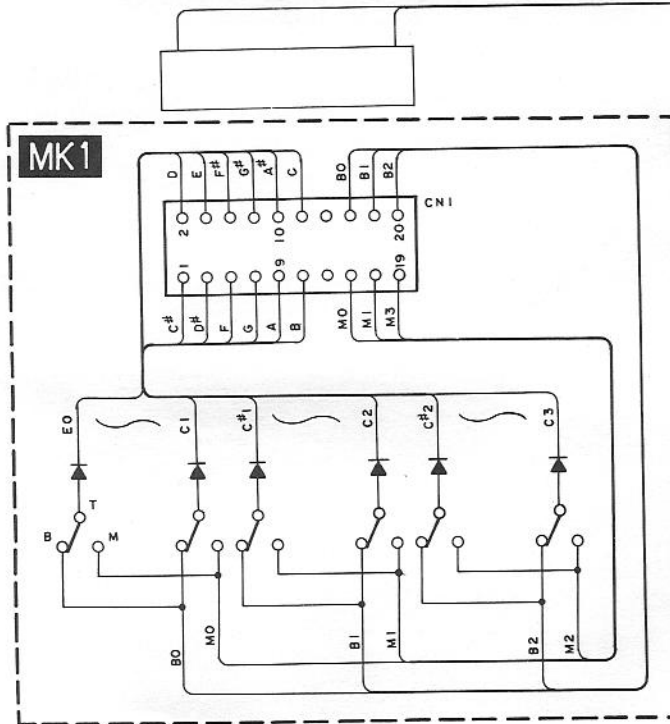 MK1
D E F# G# A# C B0 B1 B2
CN1
2 10 20
1 9 19
C# D# F G A B M0 M1 M3
E0 C1 C#1 C2 C#2 C3
T
B M
B0 M0 B1 M1 B2 M2